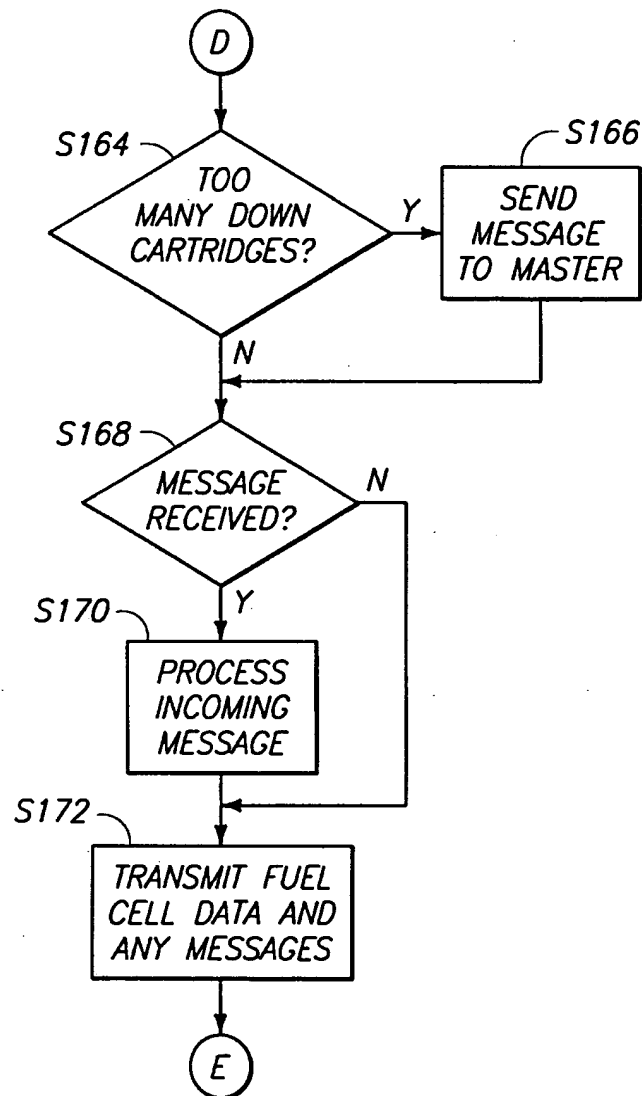 D
S164
TOO
MANY DOWN
CARTRIDGES?
Y
S166
SEND
MESSAGE
TO MASTER
N
S168
MESSAGE
RECEIVED?
N
Y
S170
PROCESS
INCOMING
MESSAGE
S172
TRANSMIT FUEL
CELL DATA AND
ANY MESSAGES
E